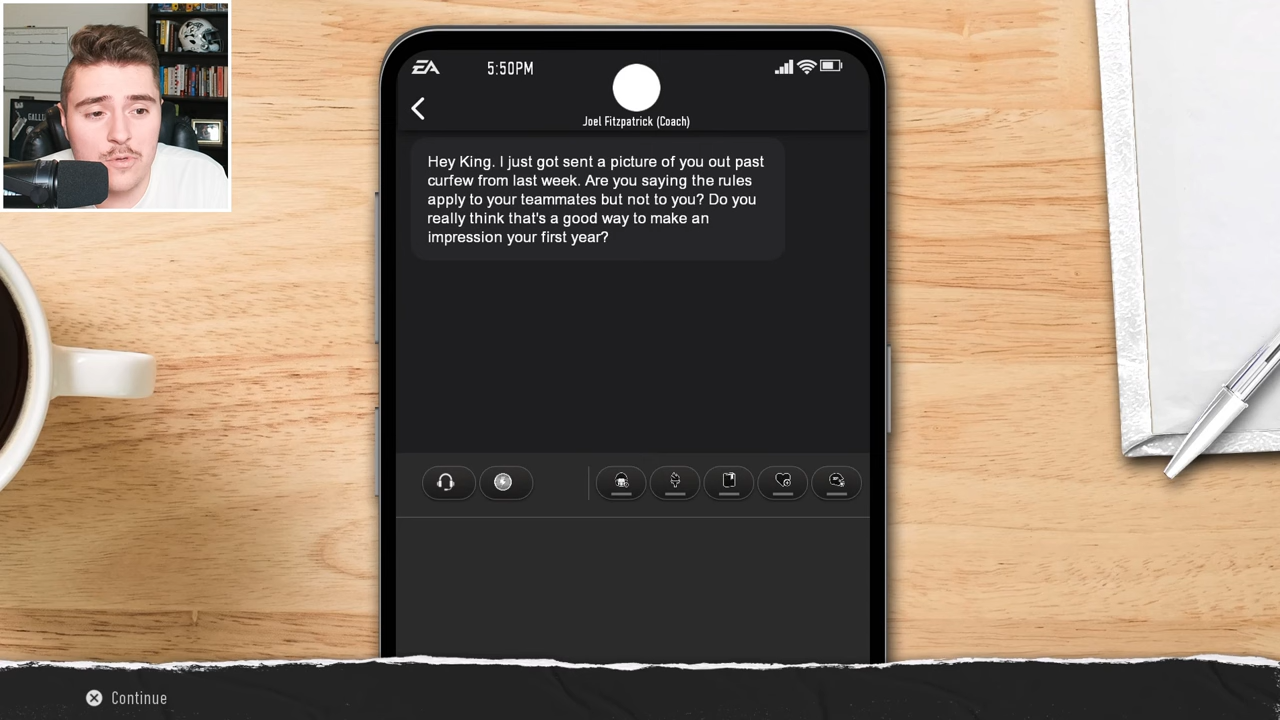 EA
5:50PM
Joel Fitzpatrick (Coach)
Hey King. I just got sent a picture of you out past
curfew from last week. Are you saying the rules
apply to your teammates but not to you? Do you
really think that's a good way to make an
impression your first year?
Continue